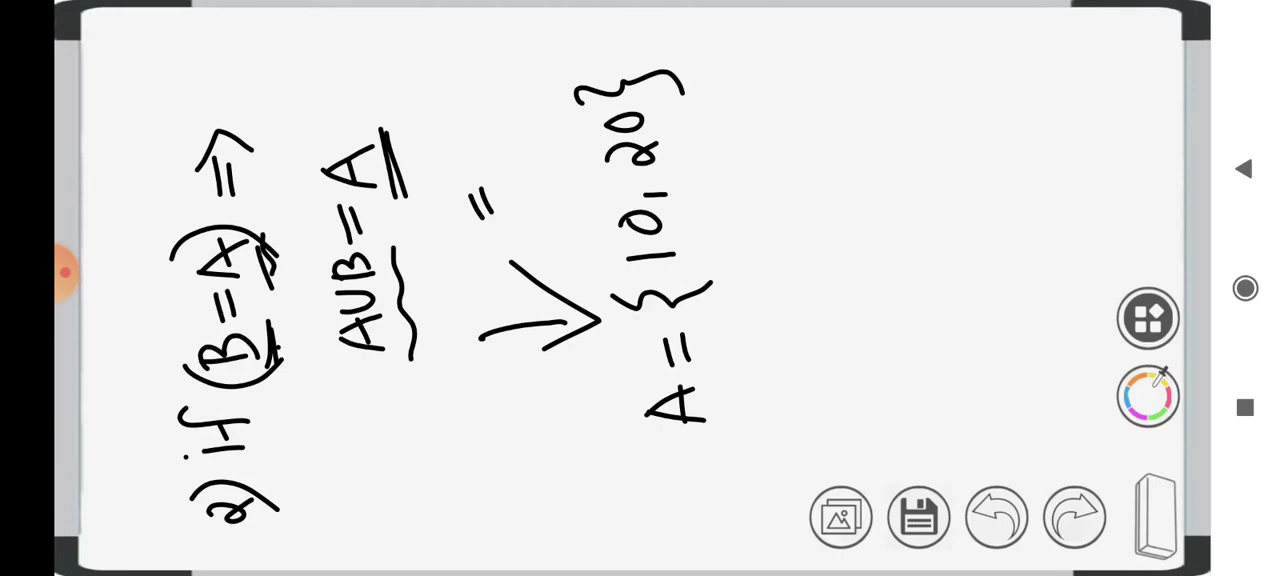 2) if (B = A) ⇒
A∪B = A
=
A = {10, 20}